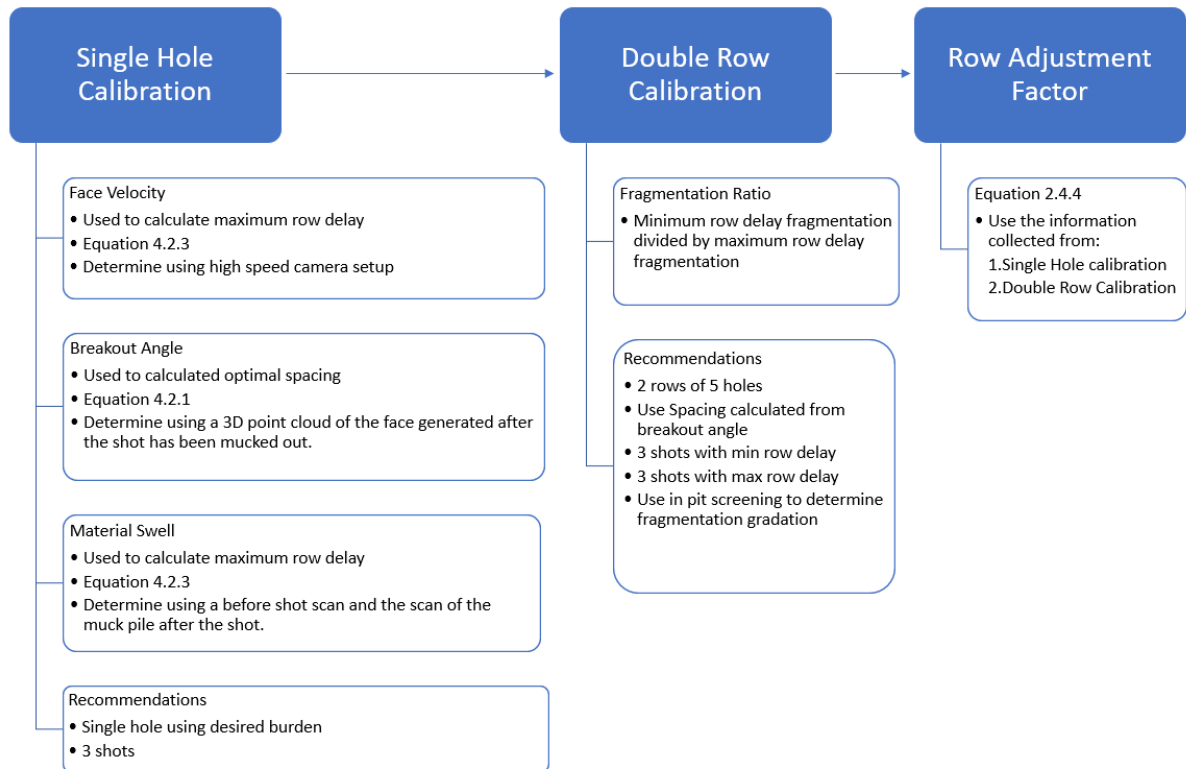 Single Hole
Calibration
Face Velocity
• Used to calculate maximum row delay
• Equation 4.2.3
• Determine using high speed camera setup
Breakout Angle
• Used to calculated optimal spacing
• Equation 4.2.1
• Determine using a 3D point cloud of the face generated after
the shot has been mucked out.
Material Swell
• Used to calculate maximum row delay
• Equation 4.2.3
• Determine using a before shot scan and the scan of the
muck pile after the shot.
Recommendations
• Single hole using desired burden
• 3 shots
Double Row
Calibration
Fragmentation Ratio
• Minimum row delay fragmentation
divided by maximum row delay
fragmentation
Recommendations
• 2 rows of 5 holes
• Use Spacing calculated from
breakout angle
• 3 shots with min row delay
• 3 shots with max row delay
• Use in pit screening to determine
fragmentation gradation
Row Adjustment
Factor
Equation 2.4.4
• Use the information
collected from:
1.Single Hole calibration
2.Double Row Calibration